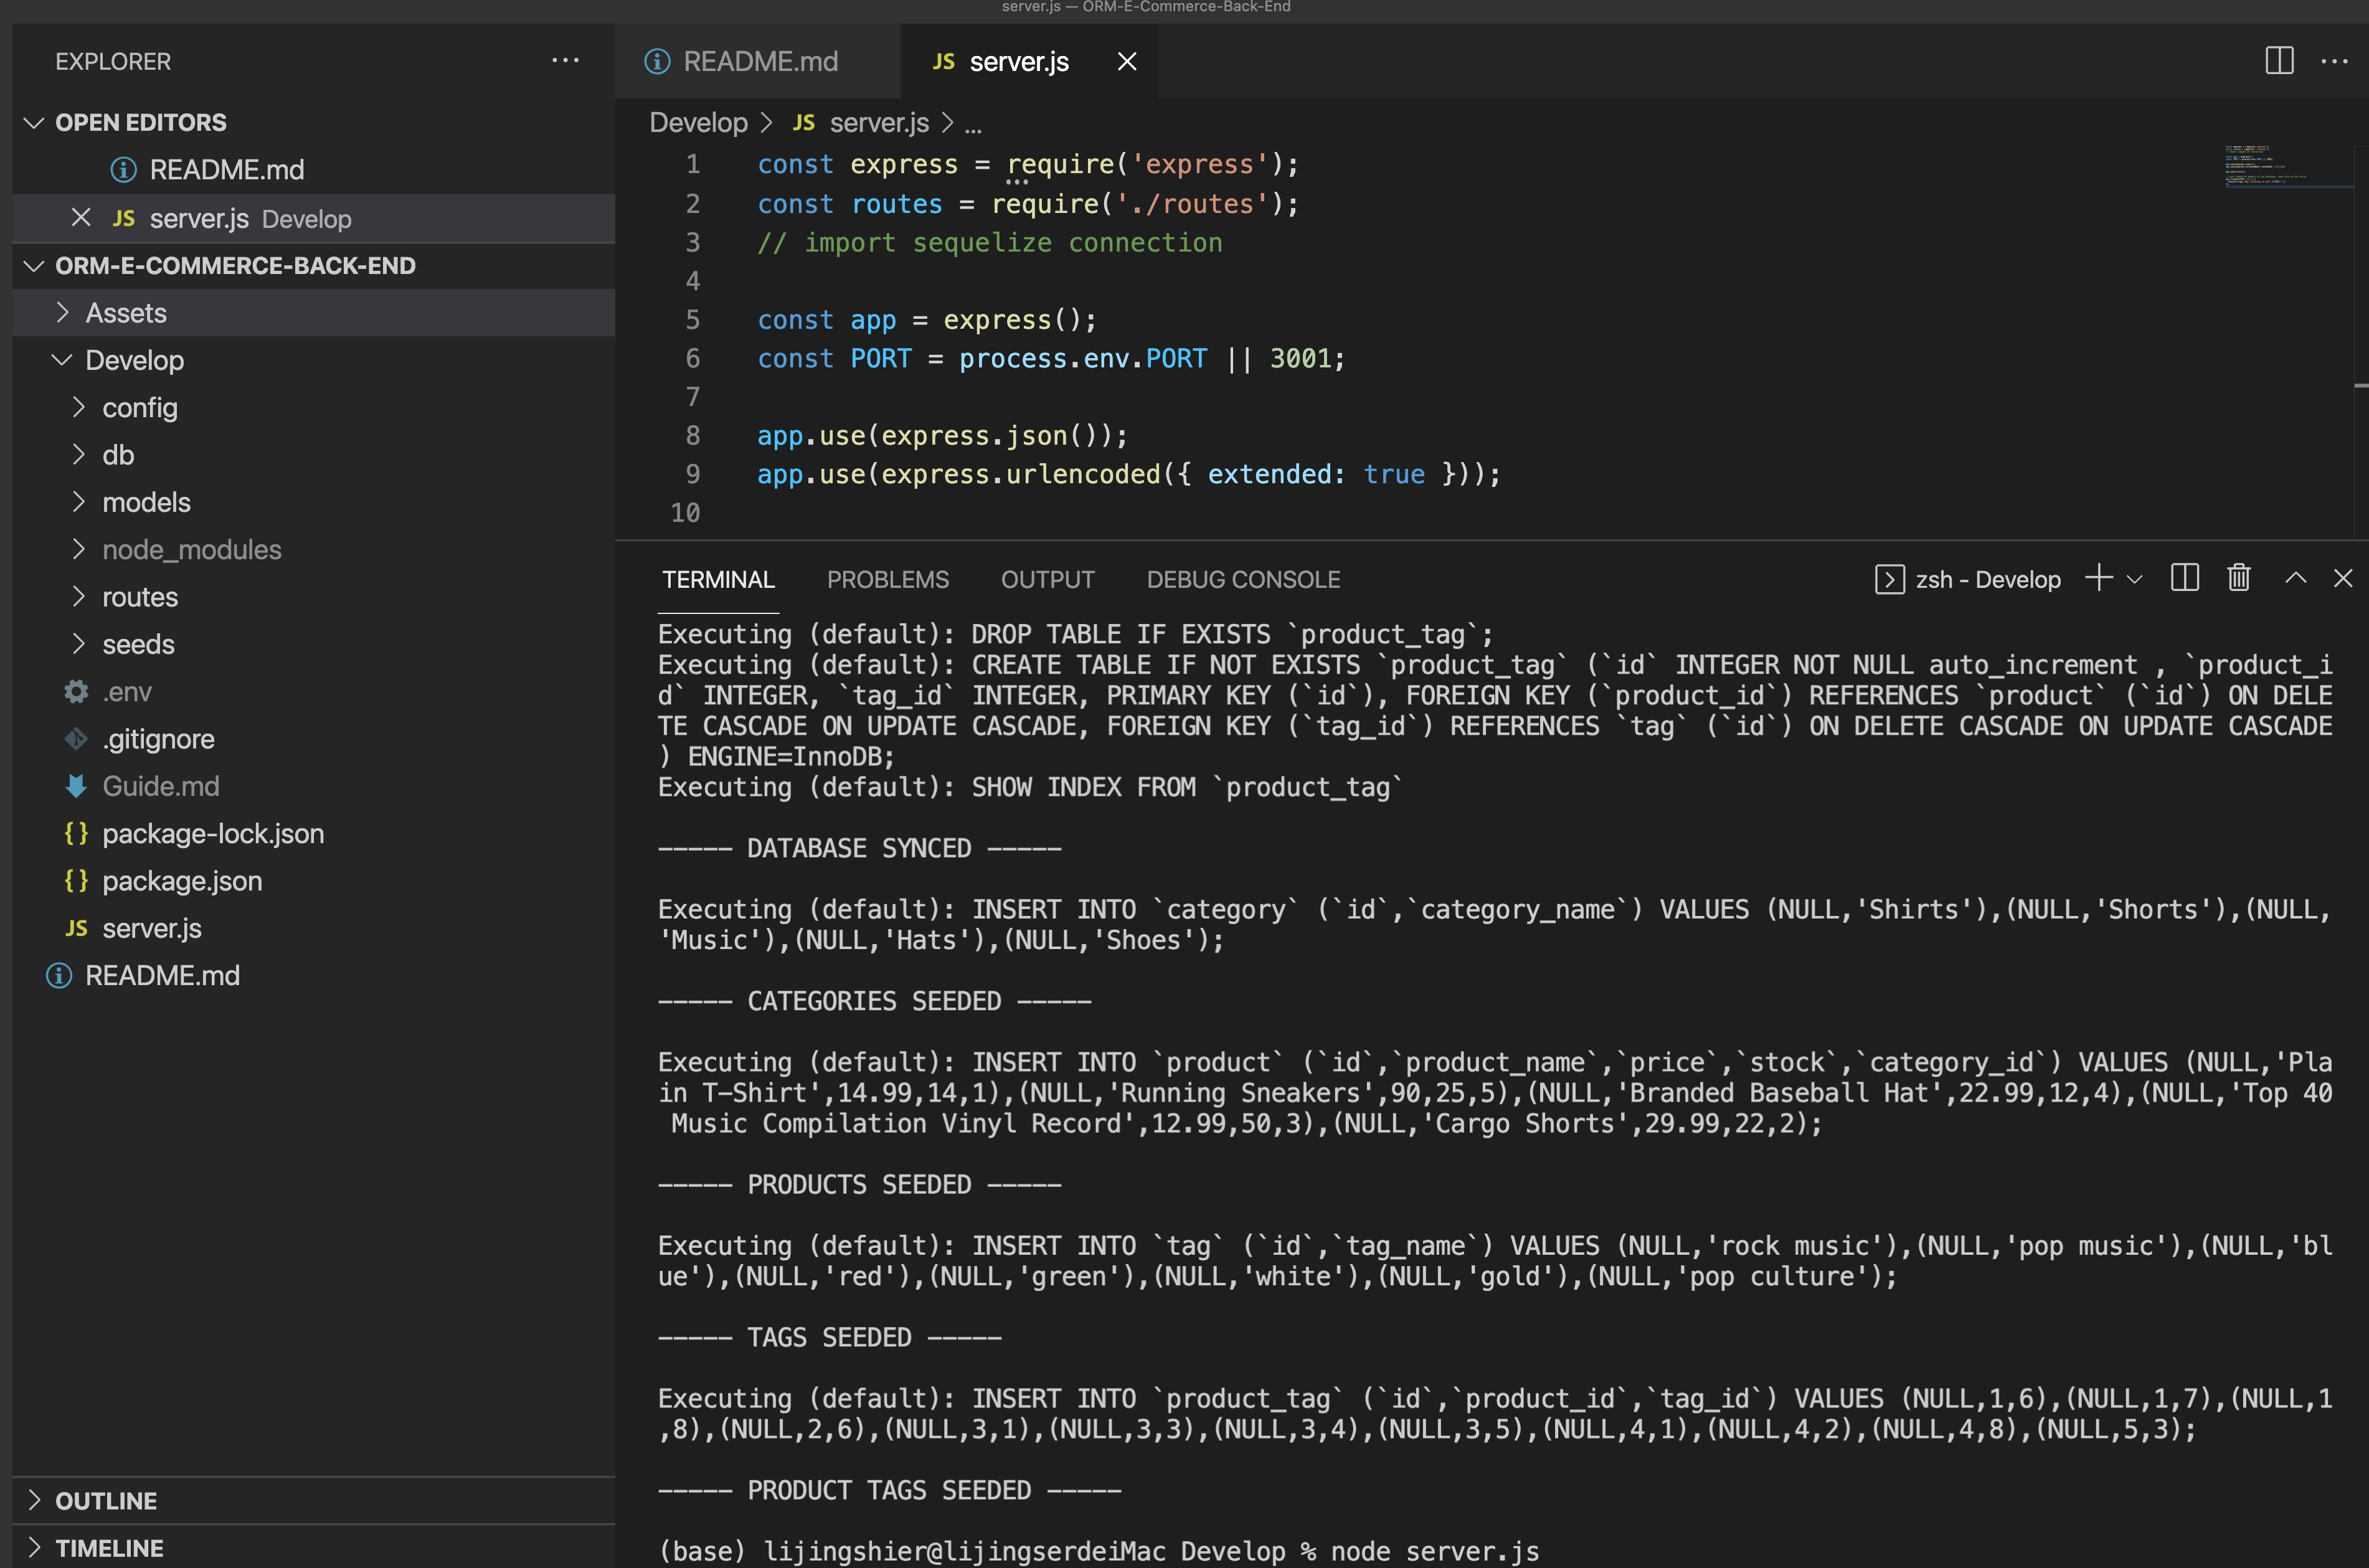 server.js — ORM-E-Commerce-Back-End
EXPLORER
OPEN EDITORS
README.md
JS server.js Develop
ORM-E-COMMERCE-BACK-END
Assets
Develop
config
db
models
node_modules
routes
seeds
.env
.gitignore
Guide.md
{} package-lock.json
{} package.json
JS server.js
README.md
OUTLINE
TIMELINE
README.md
JS server.js
Develop > JS server.js > ...
1 const express = require('express');
2 const routes = require('./routes');
3 // import sequelize connection
4
5 const app = express();
6 const PORT = process.env.PORT || 3001;
7
8 app.use(express.json());
9 app.use(express.urlencoded({ extended: true }));
10
TERMINAL PROBLEMS OUTPUT DEBUG CONSOLE
zsh - Develop
Executing (default): DROP TABLE IF EXISTS `product_tag`;
Executing (default): CREATE TABLE IF NOT EXISTS `product_tag` (`id` INTEGER NOT NULL auto_increment , `product_i
d` INTEGER, `tag_id` INTEGER, PRIMARY KEY (`id`), FOREIGN KEY (`product_id`) REFERENCES `product` (`id`) ON DELE
TE CASCADE ON UPDATE CASCADE, FOREIGN KEY (`tag_id`) REFERENCES `tag` (`id`) ON DELETE CASCADE ON UPDATE CASCADE
) ENGINE=InnoDB;
Executing (default): SHOW INDEX FROM `product_tag`
----- DATABASE SYNCED -----
Executing (default): INSERT INTO `category` (`id`,`category_name`) VALUES (NULL,'Shirts'),(NULL,'Shorts'),(NULL,
'Music'),(NULL,'Hats'),(NULL,'Shoes');
----- CATEGORIES SEEDED -----
Executing (default): INSERT INTO `product` (`id`,`product_name`,`price`,`stock`,`category_id`) VALUES (NULL,'Pla
in T-Shirt',14.99,14,1),(NULL,'Running Sneakers',90,25,5),(NULL,'Branded Baseball Hat',22.99,12,4),(NULL,'Top 40
Music Compilation Vinyl Record',12.99,50,3),(NULL,'Cargo Shorts',29.99,22,2);
----- PRODUCTS SEEDED -----
Executing (default): INSERT INTO `tag` (`id`,`tag_name`) VALUES (NULL,'rock music'),(NULL,'pop music'),(NULL,'bl
ue'),(NULL,'red'),(NULL,'green'),(NULL,'white'),(NULL,'gold'),(NULL,'pop culture');
----- TAGS SEEDED -----
Executing (default): INSERT INTO `product_tag` (`id`,`product_id`,`tag_id`) VALUES (NULL,1,6),(NULL,1,7),(NULL,1
,8),(NULL,2,6),(NULL,3,1),(NULL,3,3),(NULL,3,4),(NULL,3,5),(NULL,4,1),(NULL,4,2),(NULL,4,8),(NULL,5,3);
----- PRODUCT TAGS SEEDED -----
(base) lijingshier@lijingserdeiMac Develop % node server.js